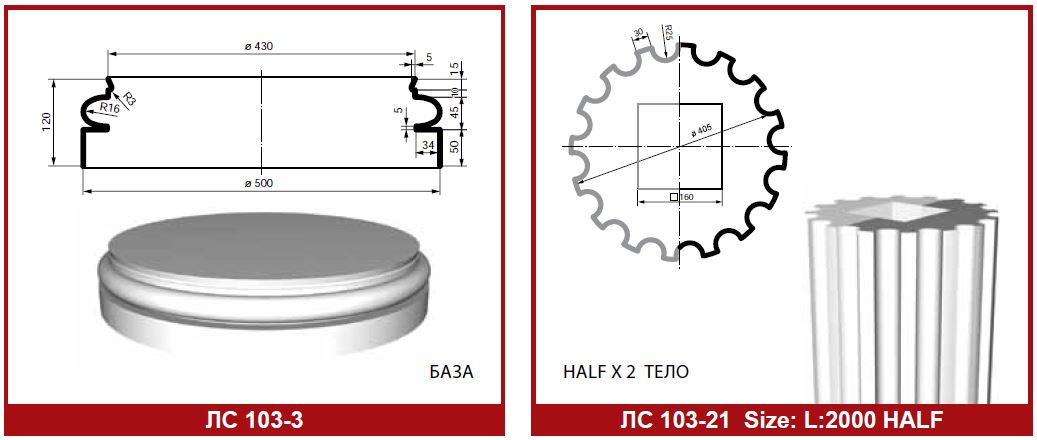 ø 430
5
15
10
R3
R16
5
45
120
34
50
ø 500
БАЗА
ЛС 103-3
30
R25
ø 405
□160
HALF X 2 ТЕЛО
ЛС 103-21 Size: L:2000 HALF